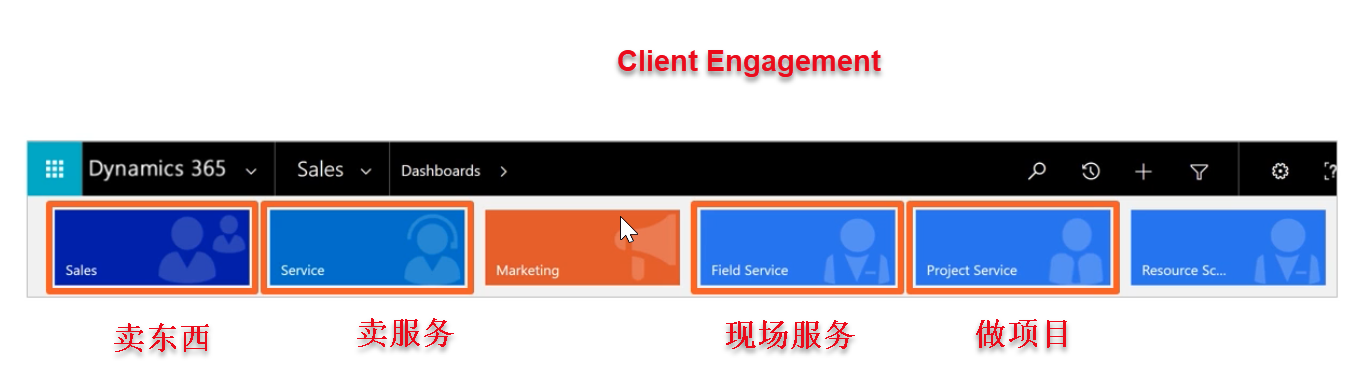 Client Engagement
Dynamics 365 Sales Dashboards
Sales Service Marketing Field Service Project Service Resource Sc...
卖东西 卖服务 现场服务 做项目